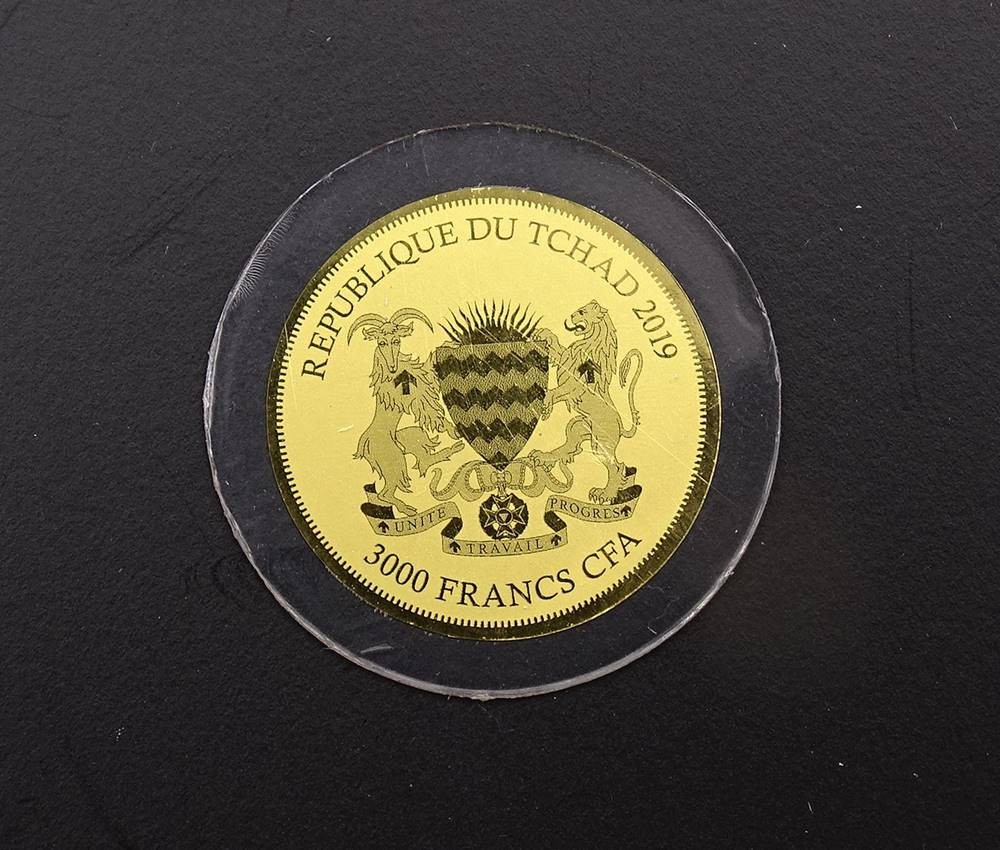 REPUBLIQUE DU TCHAD 2019
UNITE
TRAVAIL
PROGRES
3000 FRANCS CFA